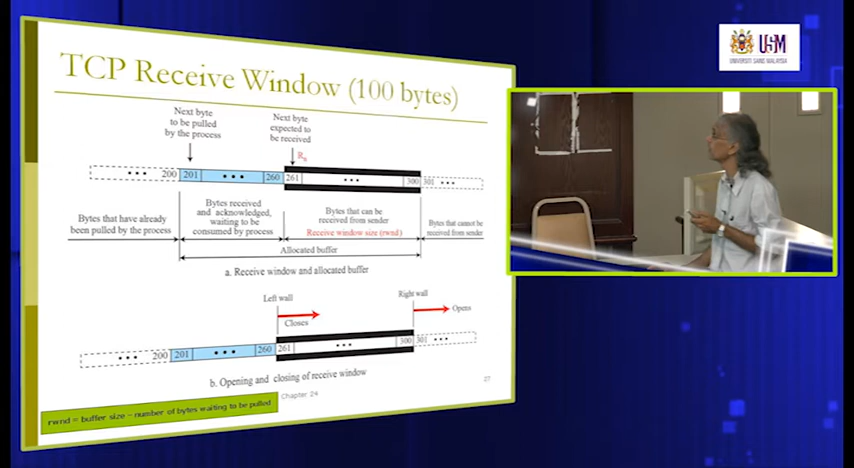 TCP Receive Window (100 bytes)
Next byte
to be pulled
by the process
Next byte
expected to
be received
Rn
••• 200 201 ••• 260 261 ••• 300 301 •••
Bytes that have already
been pulled by the process
Bytes received
and acknowledged,
waiting to be
consumed by process
Bytes that can be
received from sender
Receive window size (rwnd)
Bytes that cannot be
received from sender
Allocated buffer
a. Receive window and allocated buffer
Left wall
Closes
Right wall
Opens
••• 200 201 ••• 260 261 ••• 300 301 •••
b. Opening and closing of receive window
rwnd = buffer size – number of bytes waiting to be pulled
Chapter 24
27
USM
UNIVERSITI SAINS MALAYSIA